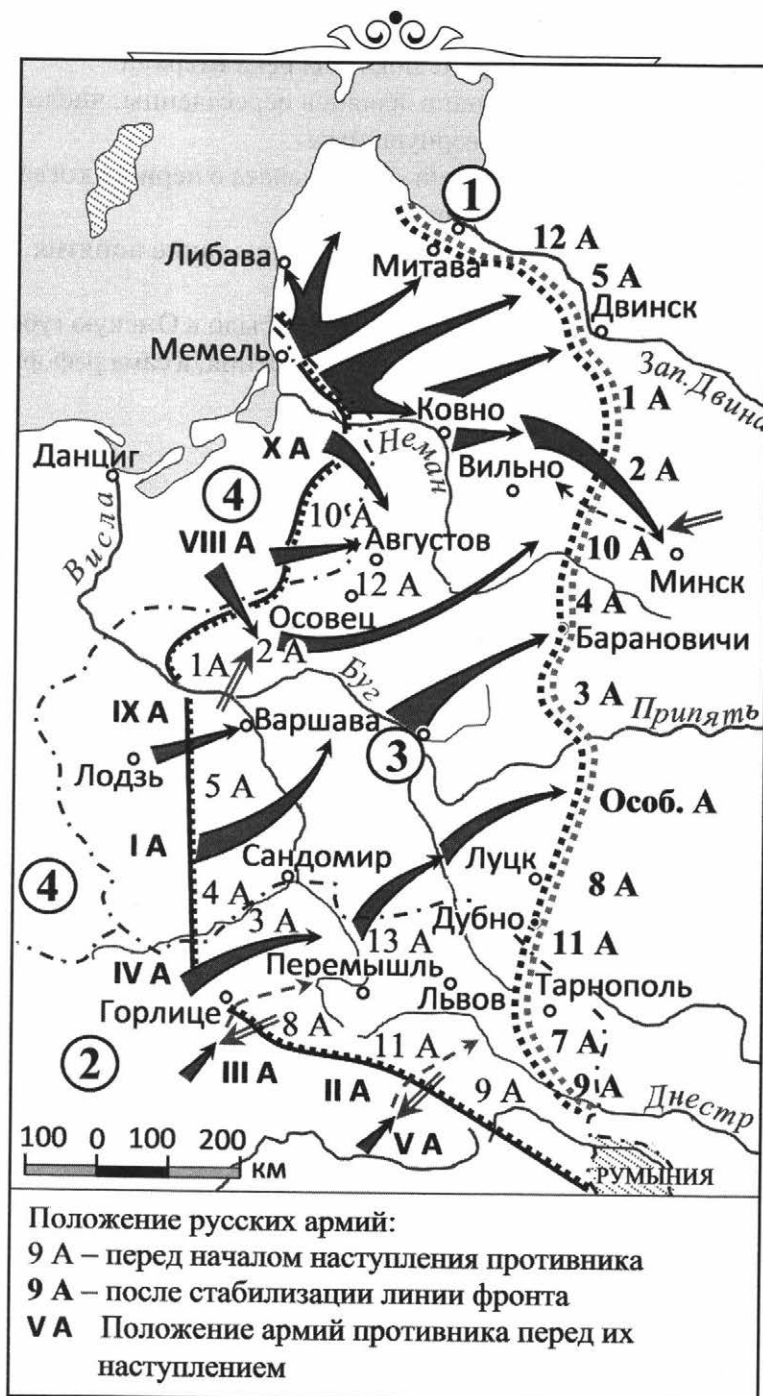 1
12 А
Либава
Митава
5 А
Двинск
Мемель
Зап. Двина
1 А
Ковно
X А
Неман
Данциг
4
Вильно
2 А
Висла
10 А
VIII А
Августов
10 А
12 А
Минск
Осовец
4 А
1 А
2 А
Барановичи
Буг
3 А
IX А
Варшава
Припять
3
Лодзь
5 А
Особ. А
I А
Сандомир
Луцк
4
4 А
8 А
3 А
Дубно
13 А
11 А
IV А
Перемышль
Горлице
Львов
Тарнополь
8 А
7 А
2
III А
11 А
II А
9 А
9 А
Днестр
V А
100 0 100 200
км
РУМЫНИЯ
Положение русских армий:
9 А – перед началом наступления противника
9 А – после стабилизации линии фронта
V А Положение армий противника перед их
наступлением